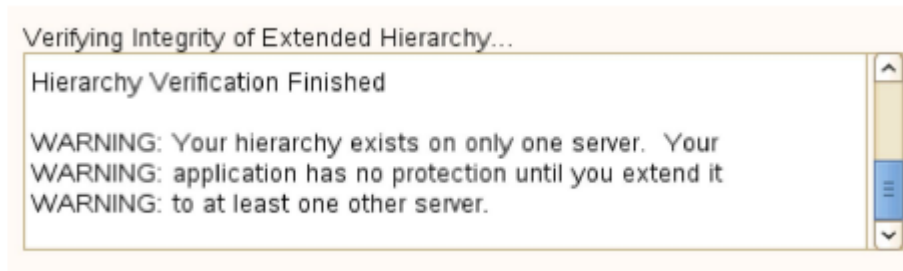 Verifying Integrity of Extended Hierarchy...
Hierarchy Verification Finished
WARNING: Your hierarchy exists on only one server.  Your
WARNING: application has no protection until you extend it
WARNING: to at least one other server.